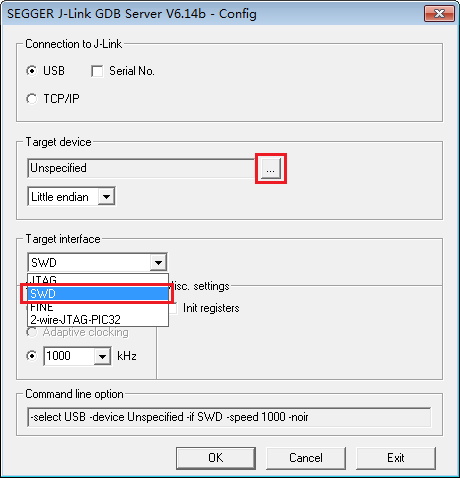 SEGGER J-Link GDB Server V6.14b - Config
Connection to J-Link
USB
Serial No.
TCP/IP
Target device
Unspecified
...
Little endian
Target interface
SWD
JTAG
SWD
isc. settings
FINE
Init registers
2-wire-JTAG-PIC32
Adaptive clocking
1000 kHz
Command line option
-select USB -device Unspecified -if SWD -speed 1000 -noir
OK Cancel Exit